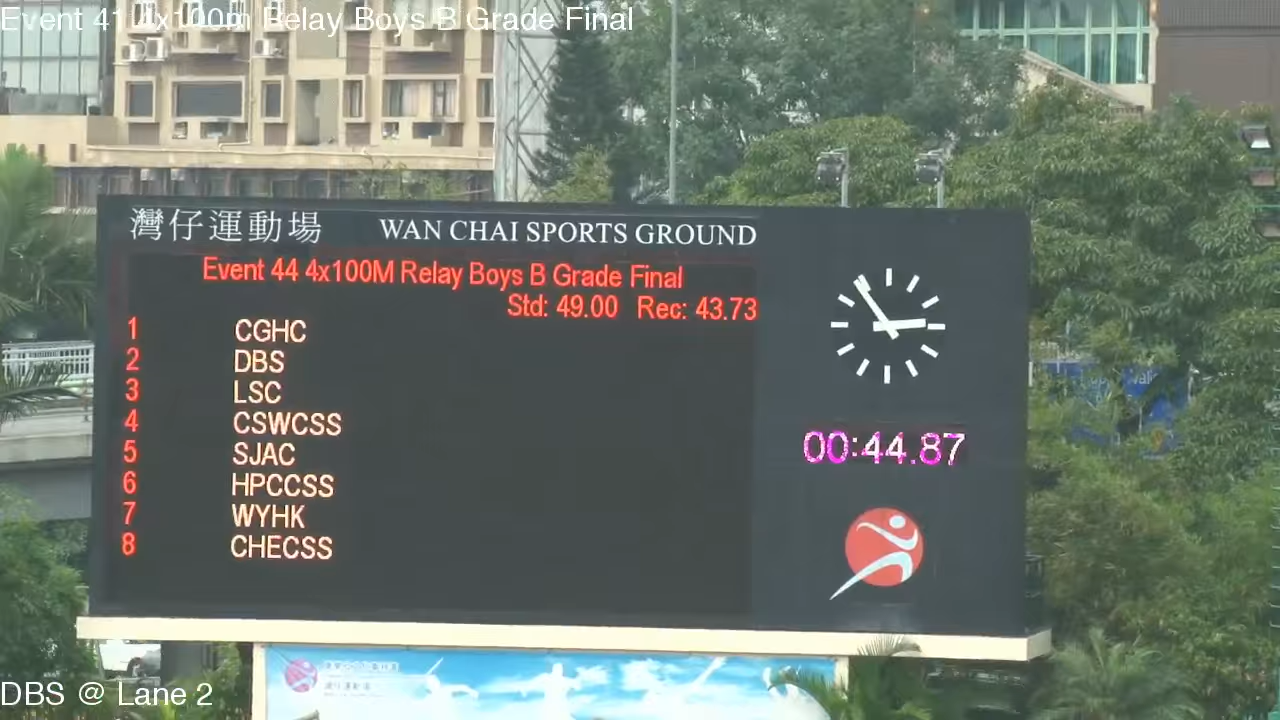 Event 41 4x100m Relay Boys B Grade Final
灣仔運動場 WAN CHAI SPORTS GROUND
Event 44 4x100M Relay Boys B Grade Final
Std: 49.00 Rec: 43.73
1 CGHC
2 DBS
3 LSC
4 CSWCSS
5 SJAC
6 HPCCSS
7 WYHK
8 CHECSS
00:44.87
DBS @ Lane 2